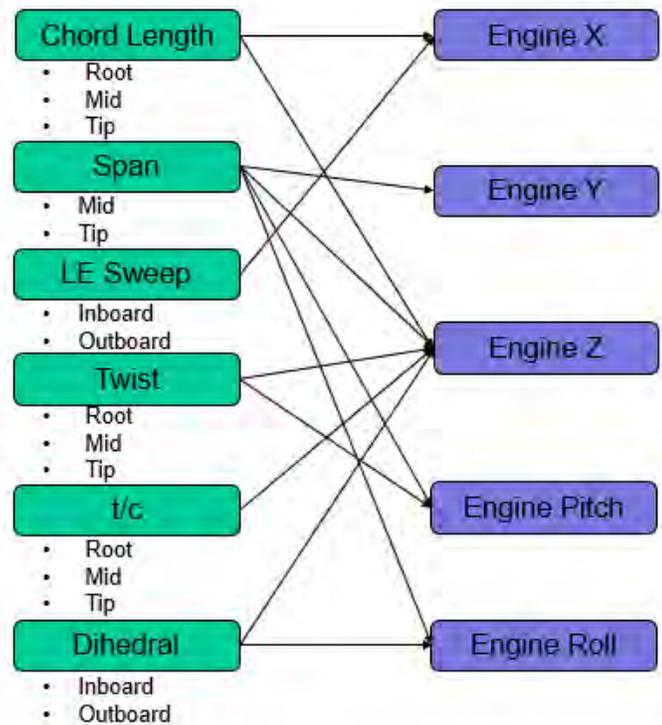 Chord Length
• Root
• Mid
• Tip
Span
• Mid
• Tip
LE Sweep
• Inboard
• Outboard
Twist
• Root
• Mid
• Tip
t/c
• Root
• Mid
• Tip
Dihedral
• Inboard
• Outboard
Engine X
Engine Y
Engine Z
Engine Pitch
Engine Roll